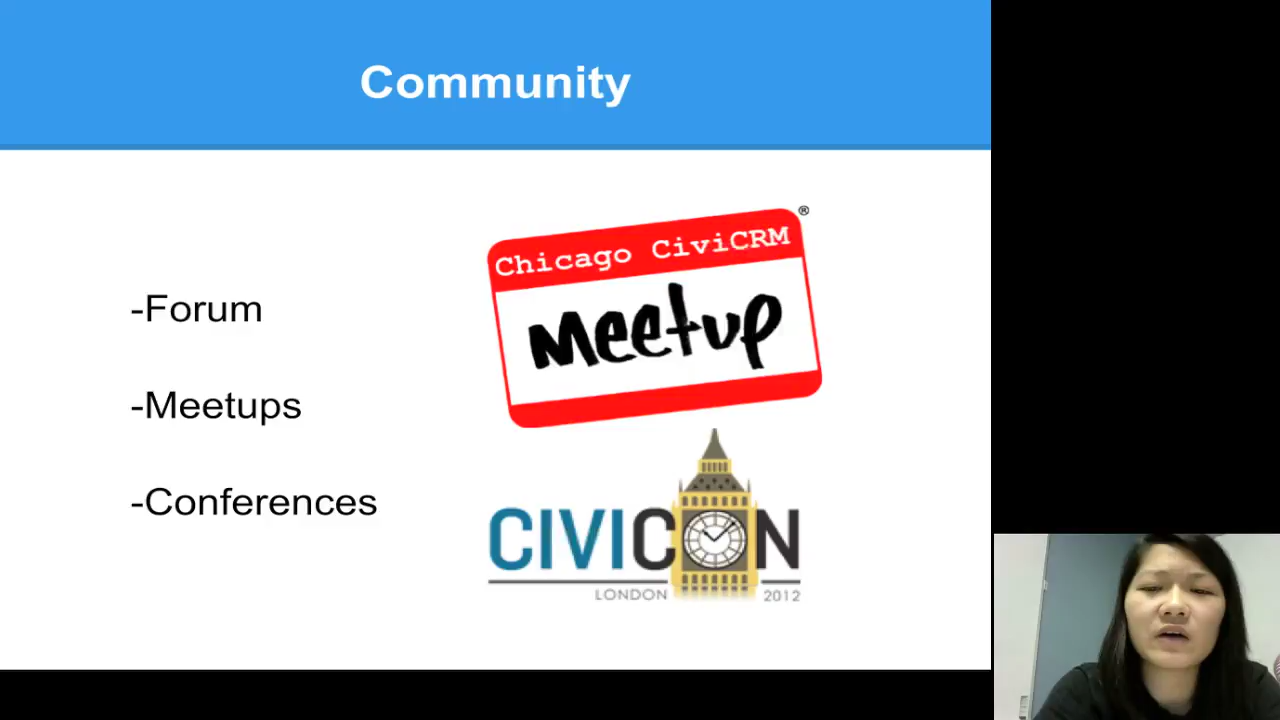 Community
-Forum
-Meetups
-Conferences
Chicago CiviCRM ®
Meetup
CIVICON
LONDON 2012